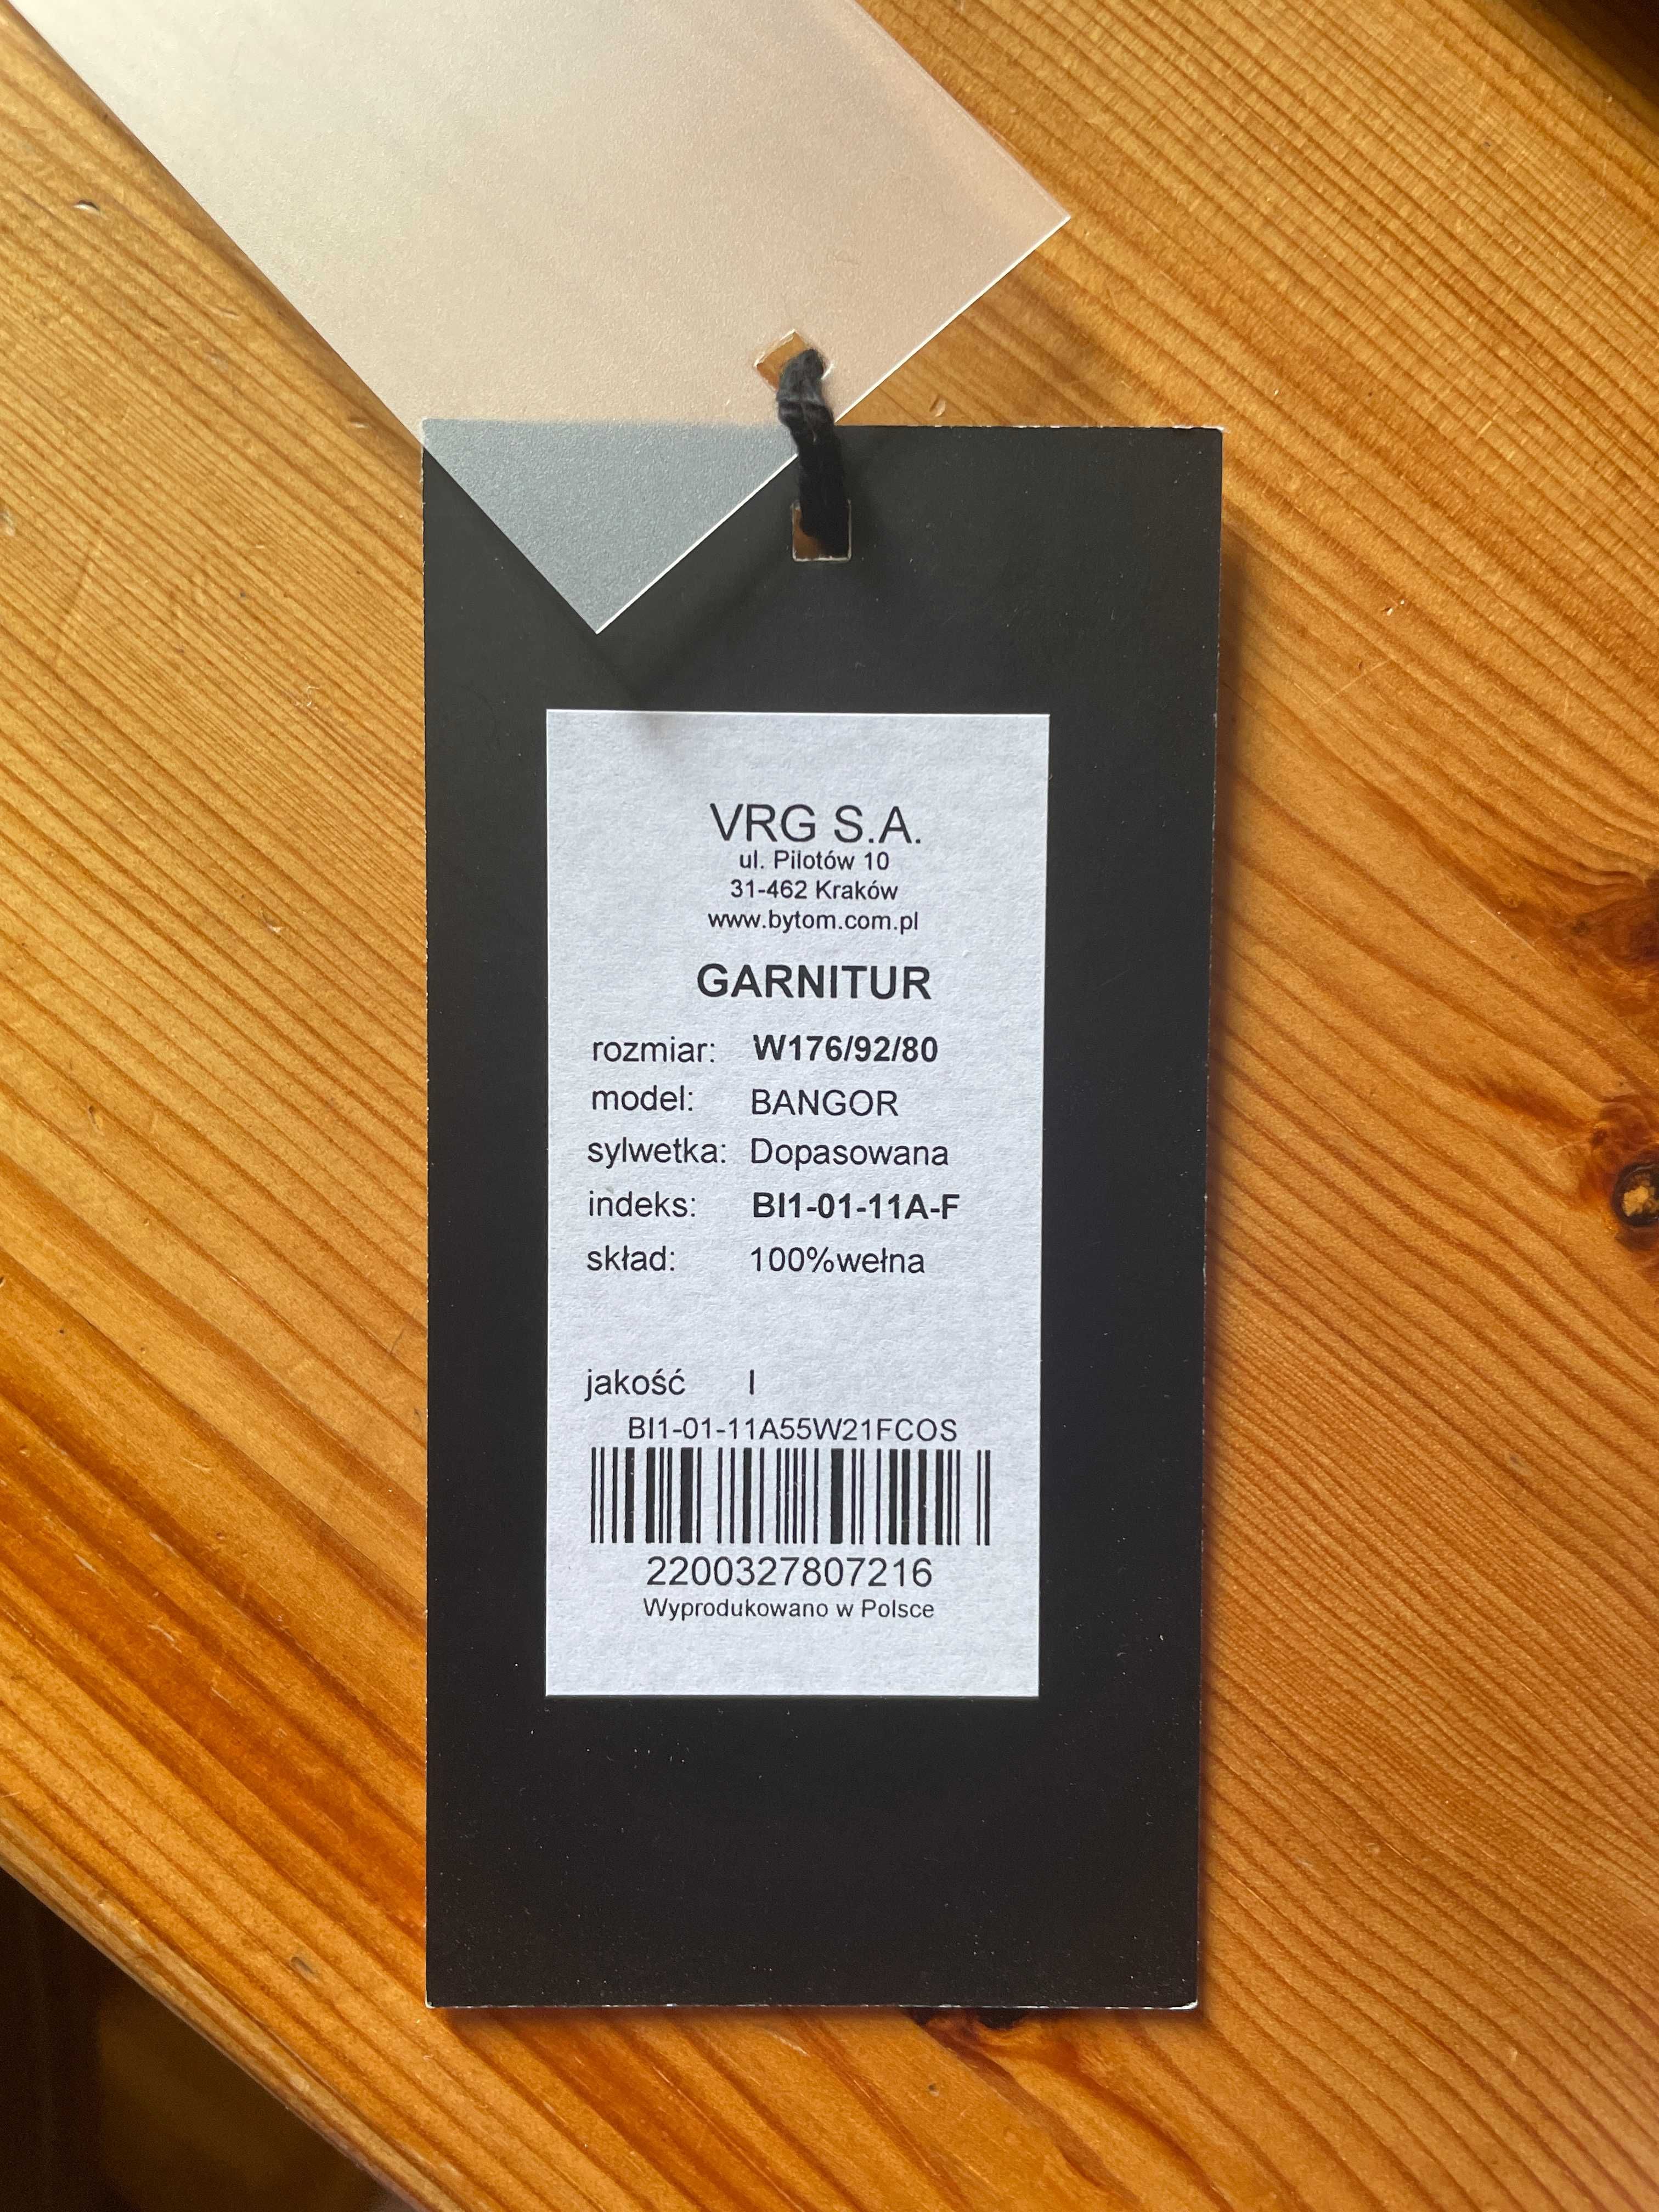 VRG S.A.
ul. Pilotów 10
31-462 Kraków
www.bytom.com.pl
GARNITUR
rozmiar: W176/92/80
model: BANGOR
sylwetka: Dopasowana
indeks: BI1-01-11A-F
skład: 100%wełna
jakość I
BI1-01-11A55W21FCOS
2200327807216
Wyprodukowano w Polsce